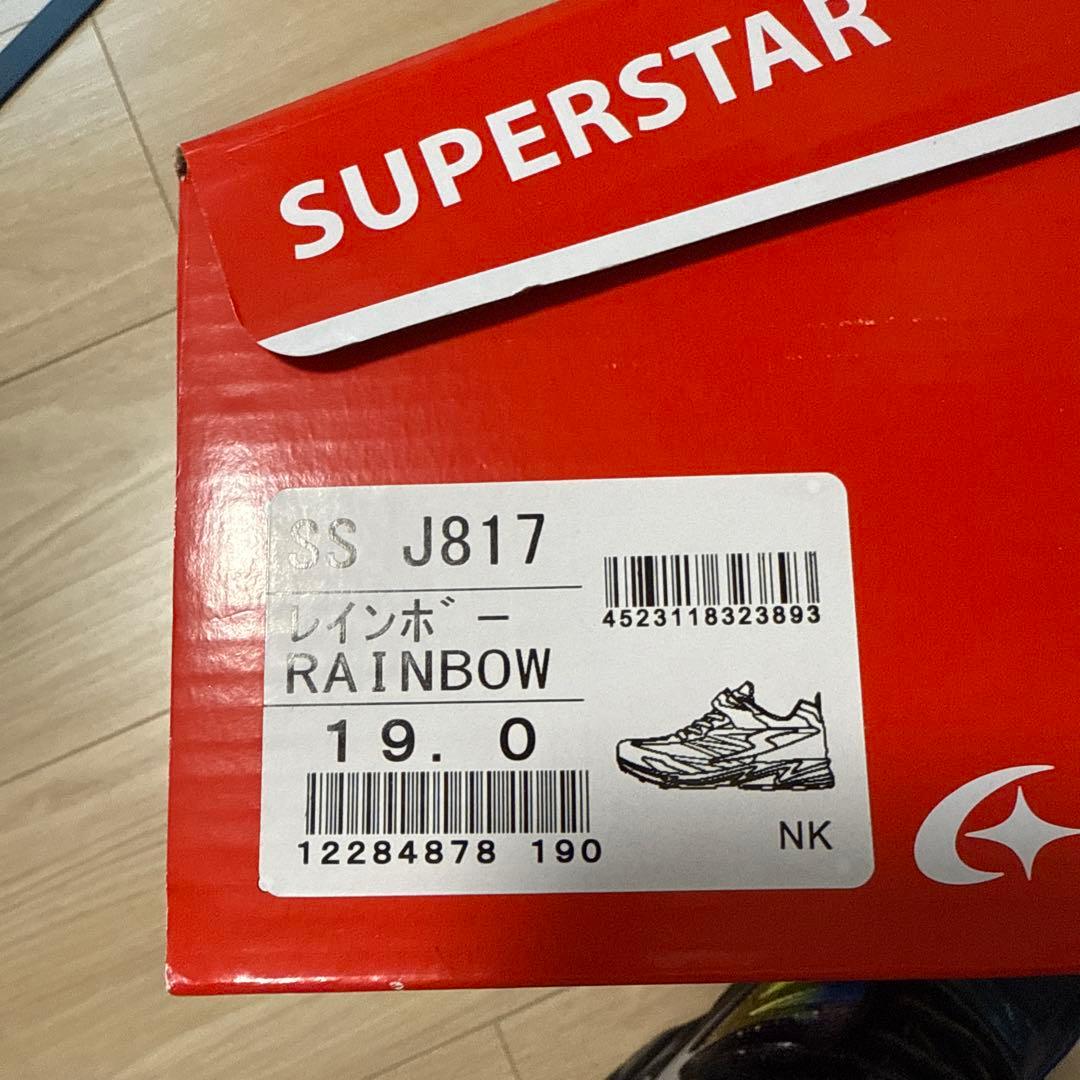 SUPERSTAR
SS J817
レインボー
RAINBOW
19.0
12284878 190
4523118323893
NK